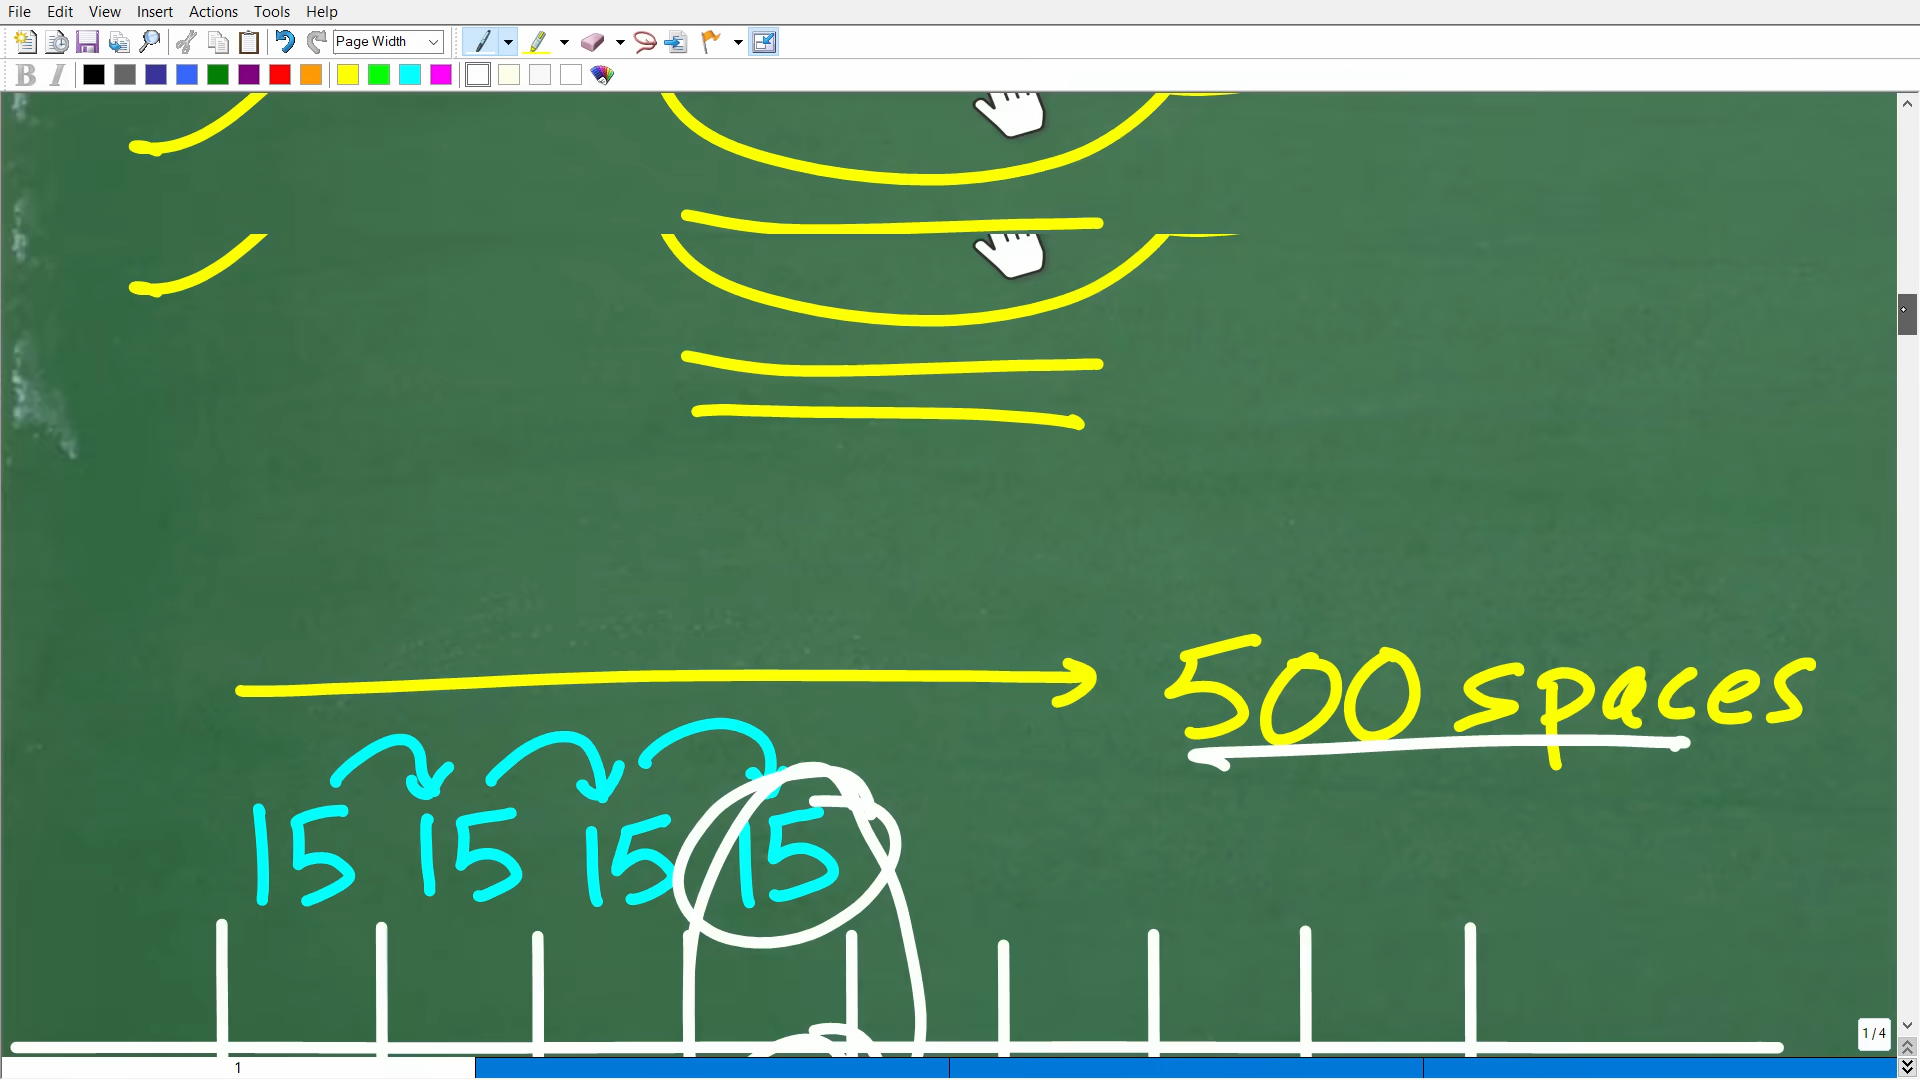 File Edit View Insert Actions Tools Help
Page Width
B I
500 spaces
15 15 15 15
1 / 4
1